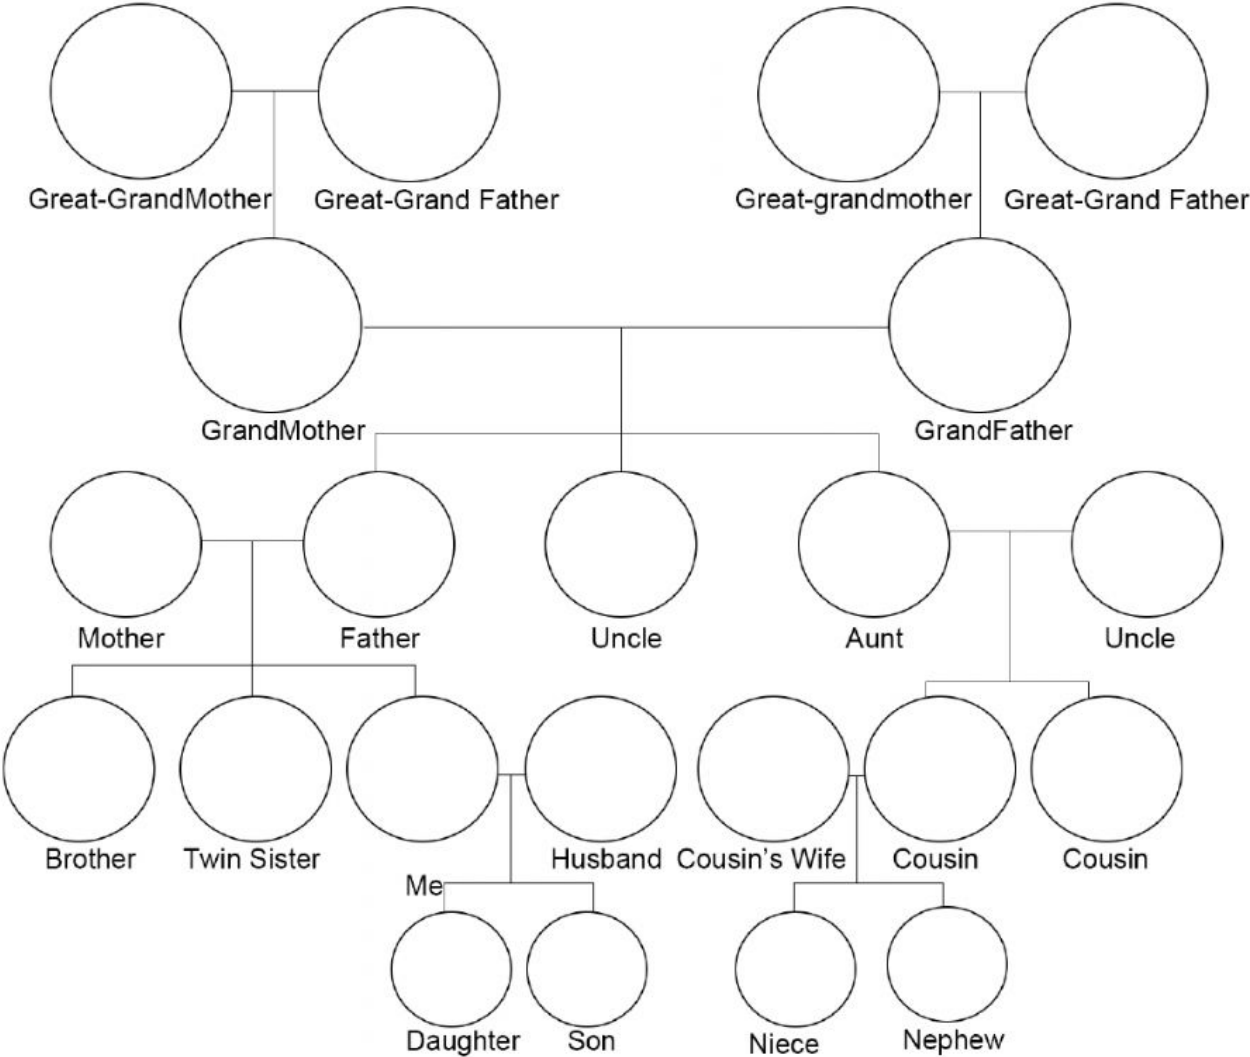 Great-GrandMother
Great-Grand Father
Great-grandmother
Great-Grand Father
GrandMother
GrandFather
Mother
Father
Uncle
Aunt
Uncle
Brother
Twin Sister
Me
Husband
Cousin's Wife
Cousin
Cousin
Daughter
Son
Niece
Nephew